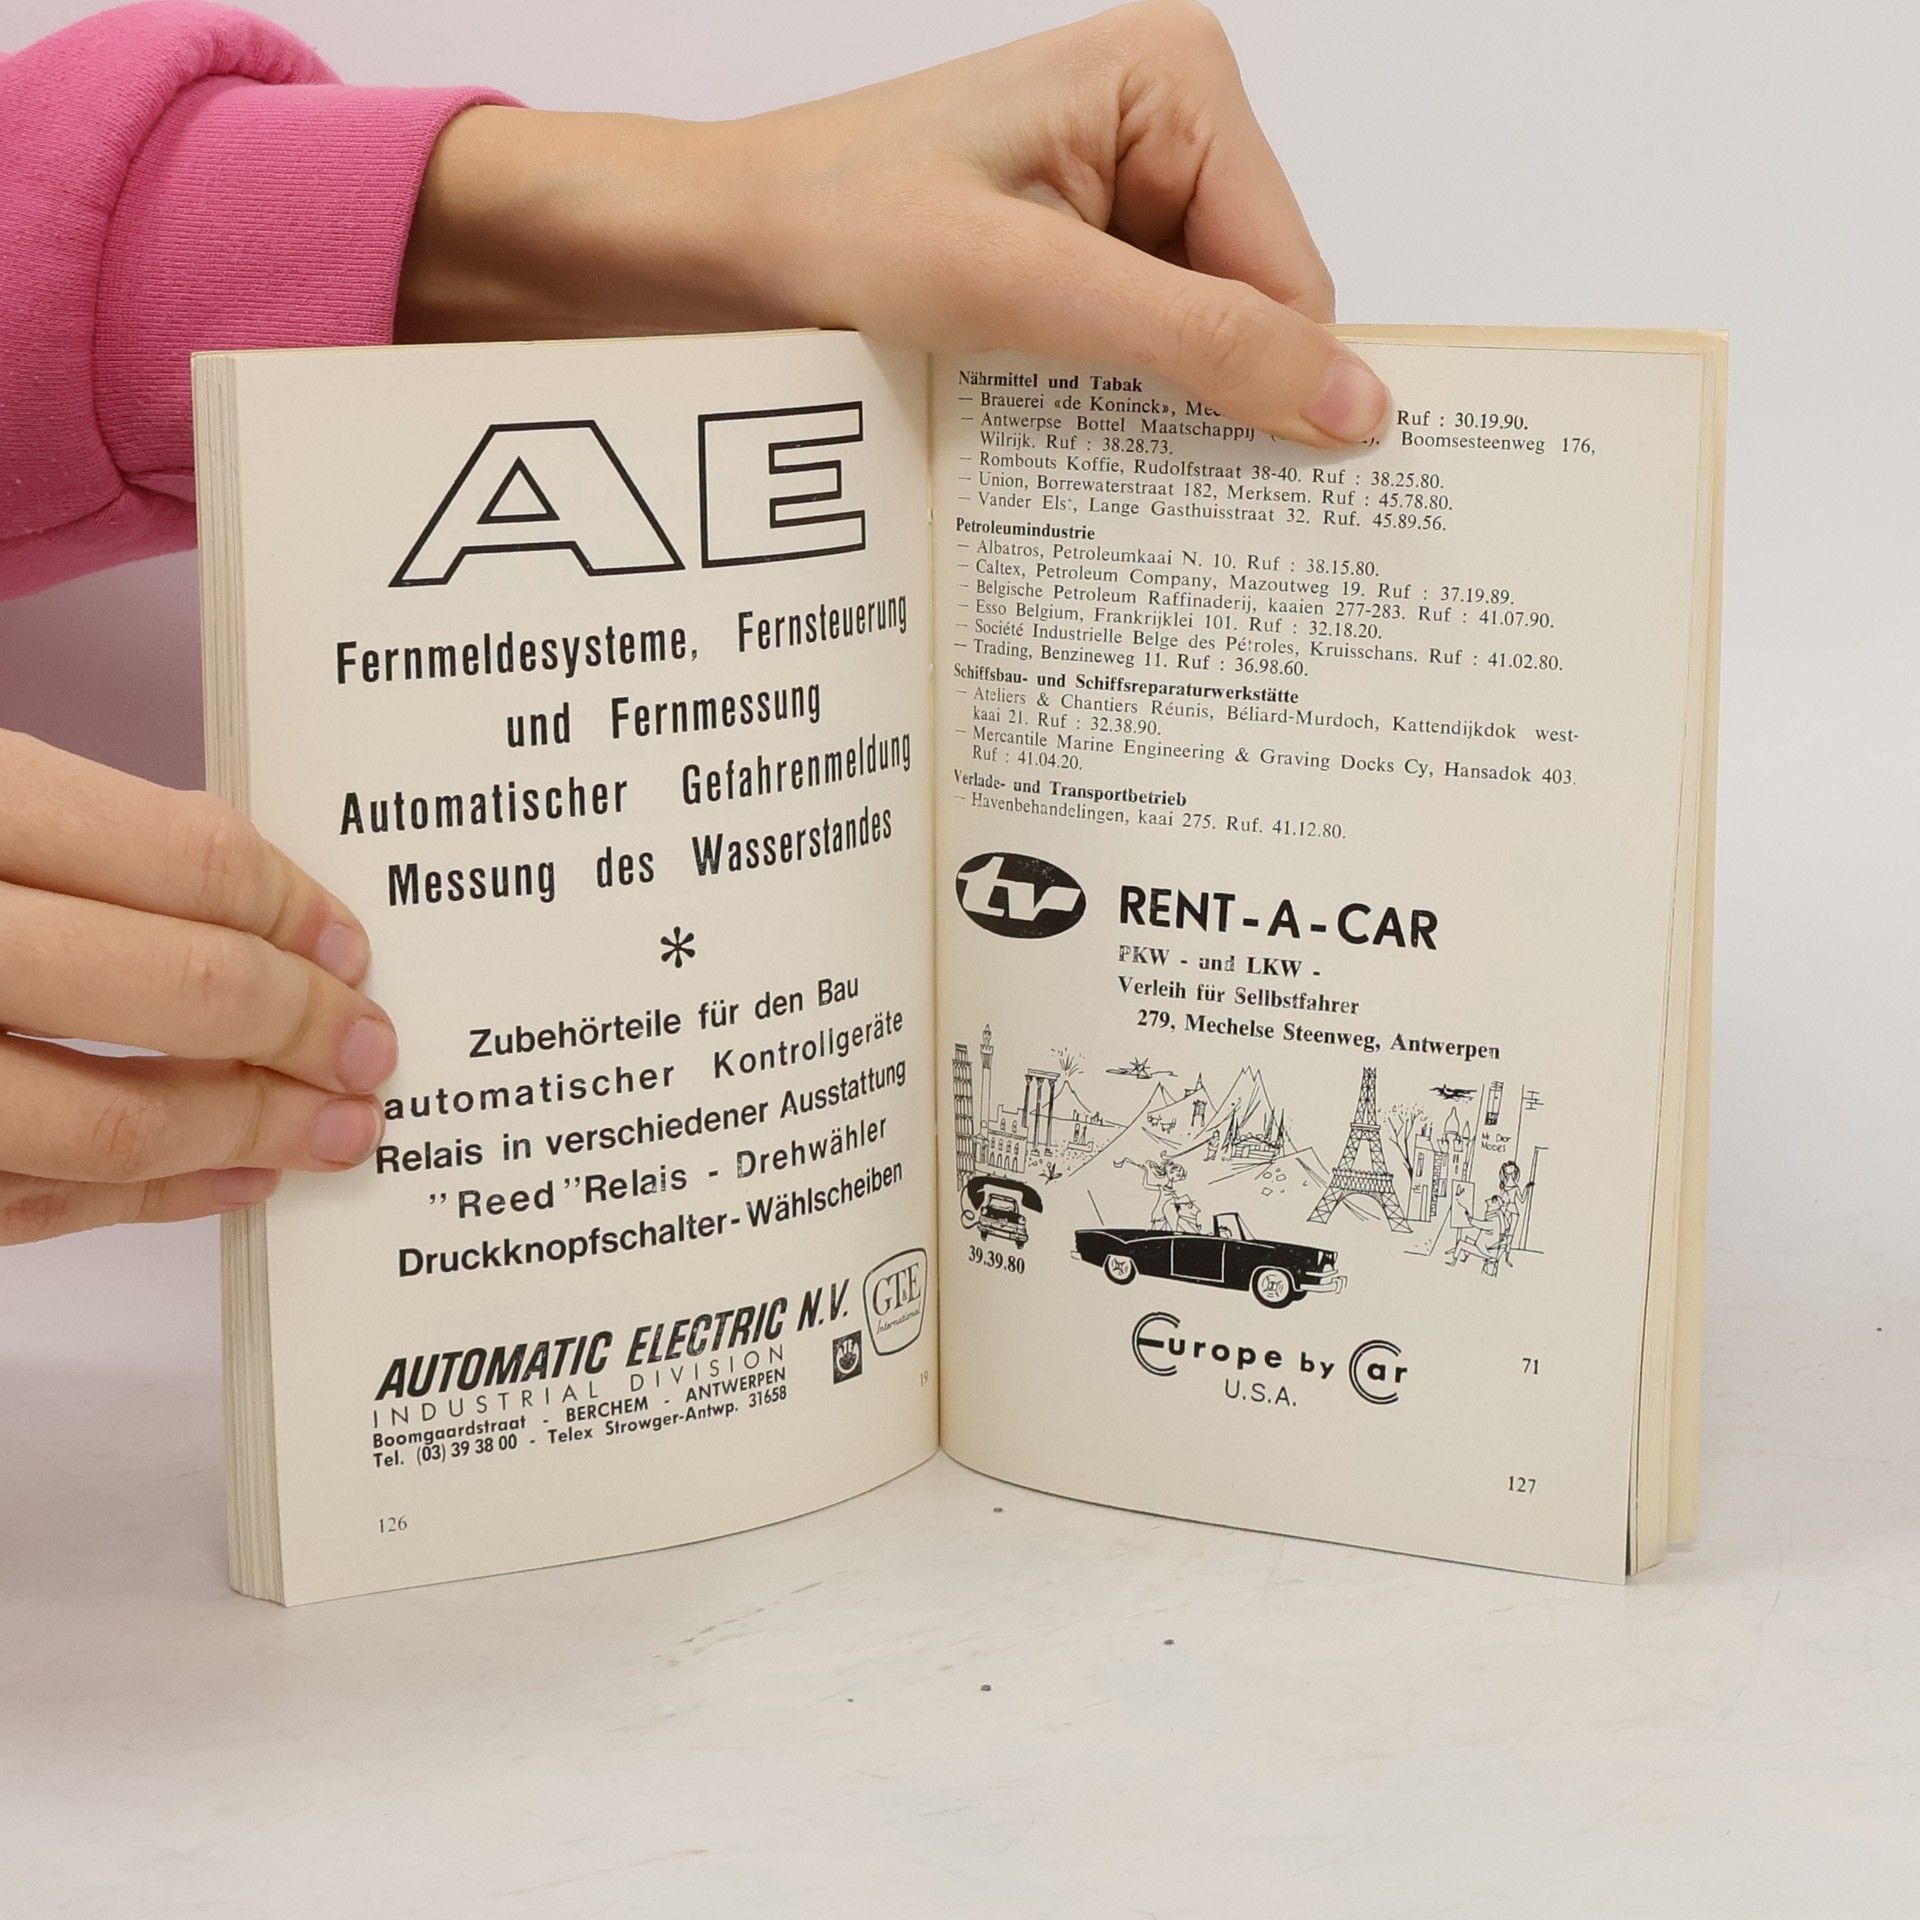 AE
Fernmeldesysteme, Fernsteuerung
und Fernmessung
Automatischer Gefahrenmeldung
Messung des Wasserstandes
*
Zubehörteile für den Bau
automatischer Kontrollgeräte
Relais in verschiedener Ausstattung
"Reed" Relais - Drehwähler
Druckknopfschalter-Wählscheiben
AUTOMATIC ELECTRIC N.V.
INDUSTRIAL DIVISION
Boomgaardstraat - BERCHEM - ANTWERPEN
Tel. (03) 39 38 00 - Telex Strowger-Antwp. 31658
GT&E
International
19
126
Nährmittel und Tabak
— Brauerei «de Koninck», Ruf : 30.19.90.
— Antwerpse Bottel Maatschappij Boomsesteenweg 176,
Wilrijk. Ruf : 38.28.73.
— Rombouts Koffie, Rudolfstraat 38-40. Ruf : 38.25.80.
— Union, Borrewaterstraat 182, Merksem. Ruf : 45.78.80.
— Vander Elst, Lange Gasthuisstraat 32. Ruf. 45.89.56.
Petroleumindustrie
— Albatros, Petroleumkaai N. 10. Ruf : 38.15.80.
— Caltex, Petroleum Company, Mazoutweg 19. Ruf : 37.19.89.
— Belgische Petroleum Raffinaderij, kaaien 277-283. Ruf : 41.07.90.
— Esso Belgium, Frankrijklei 101. Ruf : 32.18.20.
— Société Industrielle Belge des Pétroles, Kruisschans. Ruf : 41.02.80.
— Trading, Benzineweg 11. Ruf : 36.98.60.
Schiffsbau- und Schiffsreparaturwerkstätte
— Ateliers & Chantiers Réunis, Béliard-Murdoch, Kattendijkdok west-
kaai 21. Ruf : 32.38.90.
— Mercantile Marine Engineering & Graving Docks Cy, Hansadok 403.
Ruf : 41.04.20.
Verlade- und Transportbetrieb
— Havenbehandelingen, kaai 275. Ruf. 41.12.80.
tv
RENT-A-CAR
PKW - und LKW -
Verleih für Sellbstfahrer
279, Mechelse Steenweg, Antwerpen
39.39.80
Europe by Car
U.S.A.
71
127